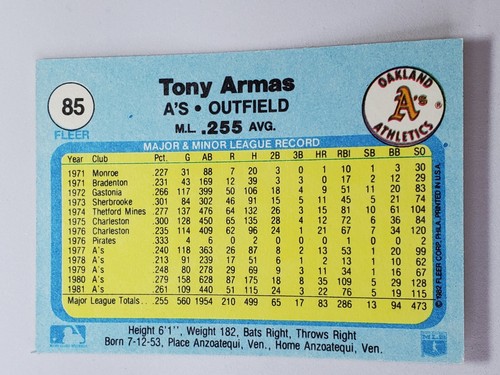 85
FLEER
Tony Armas
A'S • OUTFIELD
M.L. .255 AVG.
OAKLAND
A's
ATHLETICS
®
MAJOR & MINOR LEAGUE RECORD
Year Club Pct. G AB R H 2B 3B HR RBI SB BB SO
1971 Monroe .227 31 88 7 20 3 0 1 10 1 3 30
1971 Bradenton .231 43 169 12 39 3 0 0 17 2 12 29
1972 Gastonia .266 117 399 50 106 18 4 9 51 11 20 83
1973 Sherbrooke .301 84 302 46 91 15 5 11 45 5 21 74
1974 Thetford Mines .277 132 476 64 132 26 3 15 81 10 61 104
1975 Charleston .300 128 450 65 135 28 4 12 72 6 36 84
1976 Charleston .235 114 409 62 96 24 1 21 67 7 34 120
1976 Pirates .333 4 6 0 2 0 0 0 1 0 0 2
1977 A's .240 118 363 26 87 8 2 13 53 1 20 99
1978 A's .213 91 239 17 51 6 1 2 13 1 10 62
1979 A's .248 80 278 29 69 9 3 11 34 1 16 67
1980 A's .279 158 628 87 175 18 8 35 109 5 29 128
1981 A's .261 109 440 51 115 24 3 22 76 5 19 115
Major League Totals . . .255 560 1954 210 499 65 17 83 286 13 94 473
Height 6'1", Weight 182, Bats Right, Throws Right
Born 7-12-53, Place Anzoatequi, Ven., Home Anzoatequi, Ven.
© 1982 FLEER CORP. PHILA. PRINTED IN U.S.A.